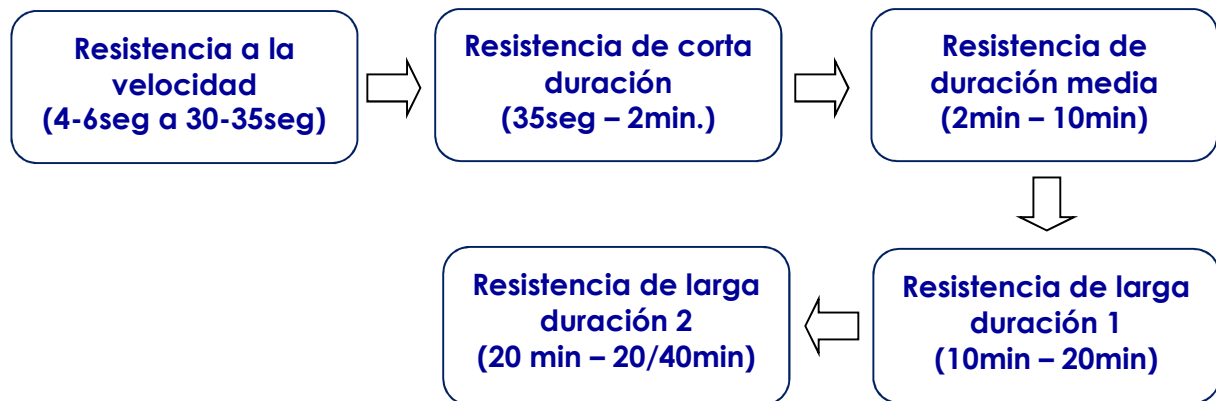 Resistencia a la
velocidad
(4-6seg a 30-35seg)
Resistencia de corta
duración
(35seg – 2min.)
Resistencia de
duración media
(2min – 10min)
Resistencia de larga
duración 1
(10min – 20min)
Resistencia de larga
duración 2
(20 min – 20/40min)